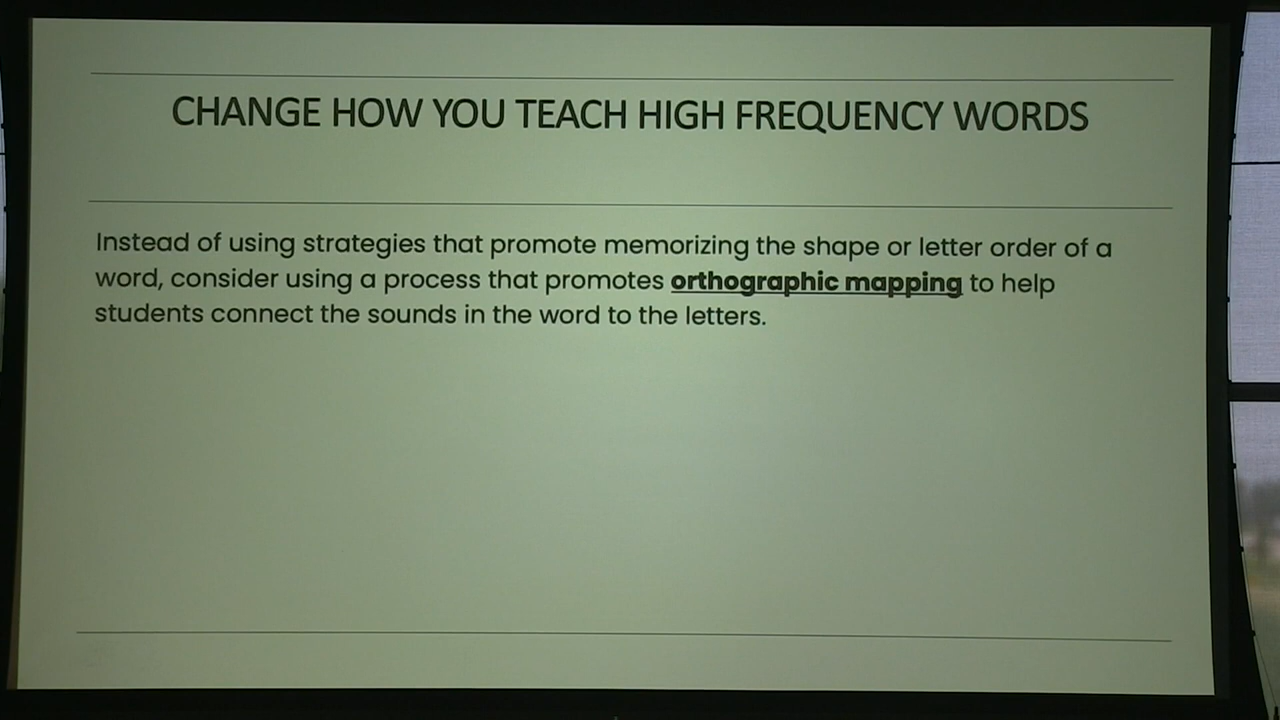 CHANGE HOW YOU TEACH HIGH FREQUENCY WORDS
Instead of using strategies that promote memorizing the shape or letter order of a
word, consider using a process that promotes orthographic mapping to help
students connect the sounds in the word to the letters.